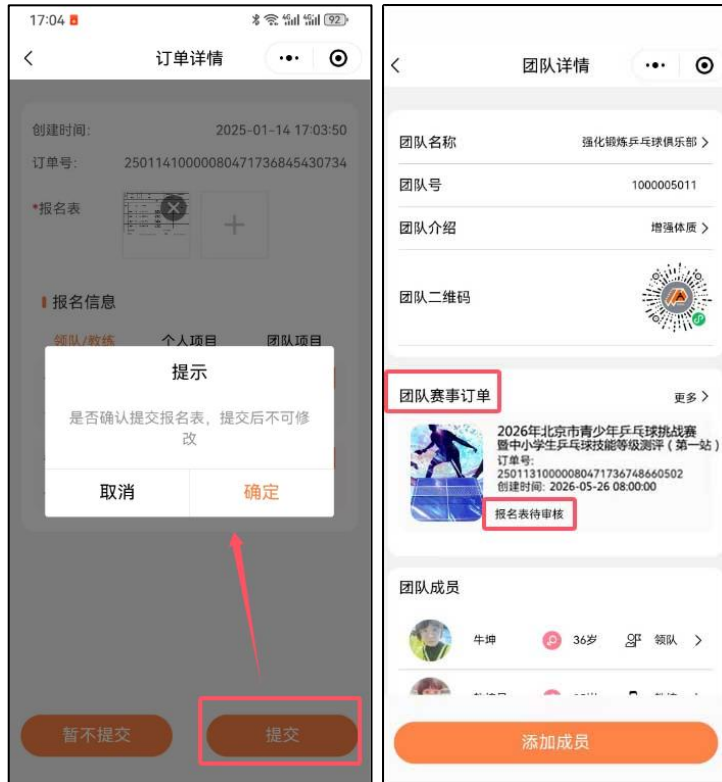 17:04
92
订单详情
创建时间:
2025-01-14 17:03:50
订单号:
25011410000080471736845430734
*报名表
报名信息
领队/教练
个人项目
团队项目
提示
是否确认提交报名表，提交后不可修
改
取消
确定
暂不提交
提交
团队详情
团队名称
强化锻炼乒乓球俱乐部
团队号
1000005011
团队介绍
增强体质
团队二维码
团队赛事订单
更多
2026年北京市青少年乒乓球挑战赛
暨中小学生乒乓球技能等级测评（第一站）
订单号:
25011310000080471736748660502
创建时间: 2026-05-26 08:00:00
报名表待审核
团队成员
牛坤
36岁
领队
添加成员